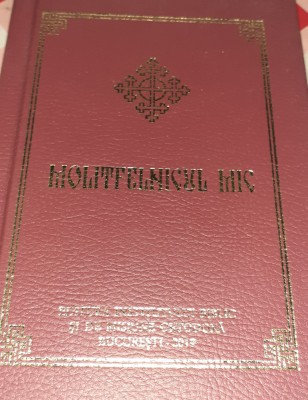 MOLITFELNICUL MIC
EDITURA INSTITUTULUI BIBLIC
ȘI DE MISIUNE ORTODOXĂ
BUCUREȘTI, 2019